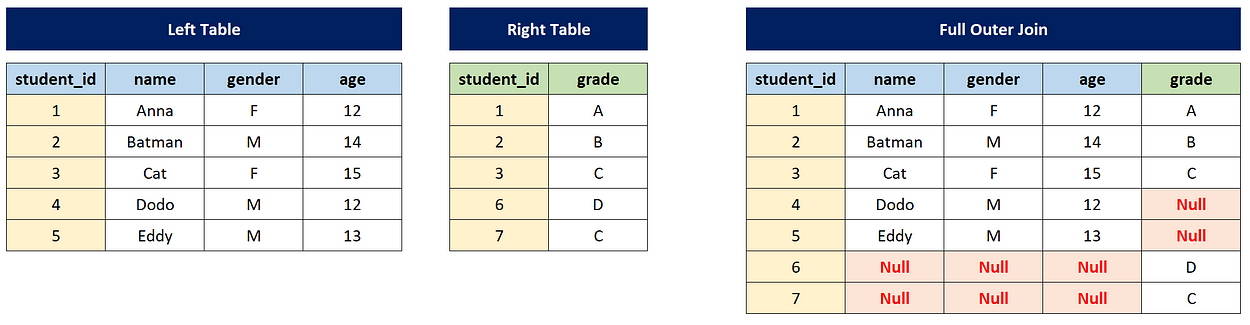 Left Table Right Table Full Outer Join
student_id name gender age student_id grade student_id name gender age grade
1 Anna F 12 1 A 1 Anna F 12 A
2 Batman M 14 2 B 2 Batman M 14 B
3 Cat F 15 3 C 3 Cat F 15 C
4 Dodo M 12 6 D 4 Dodo M 12 Null
5 Eddy M 13 7 C 5 Eddy M 13 Null
6 Null Null Null D
7 Null Null Null C